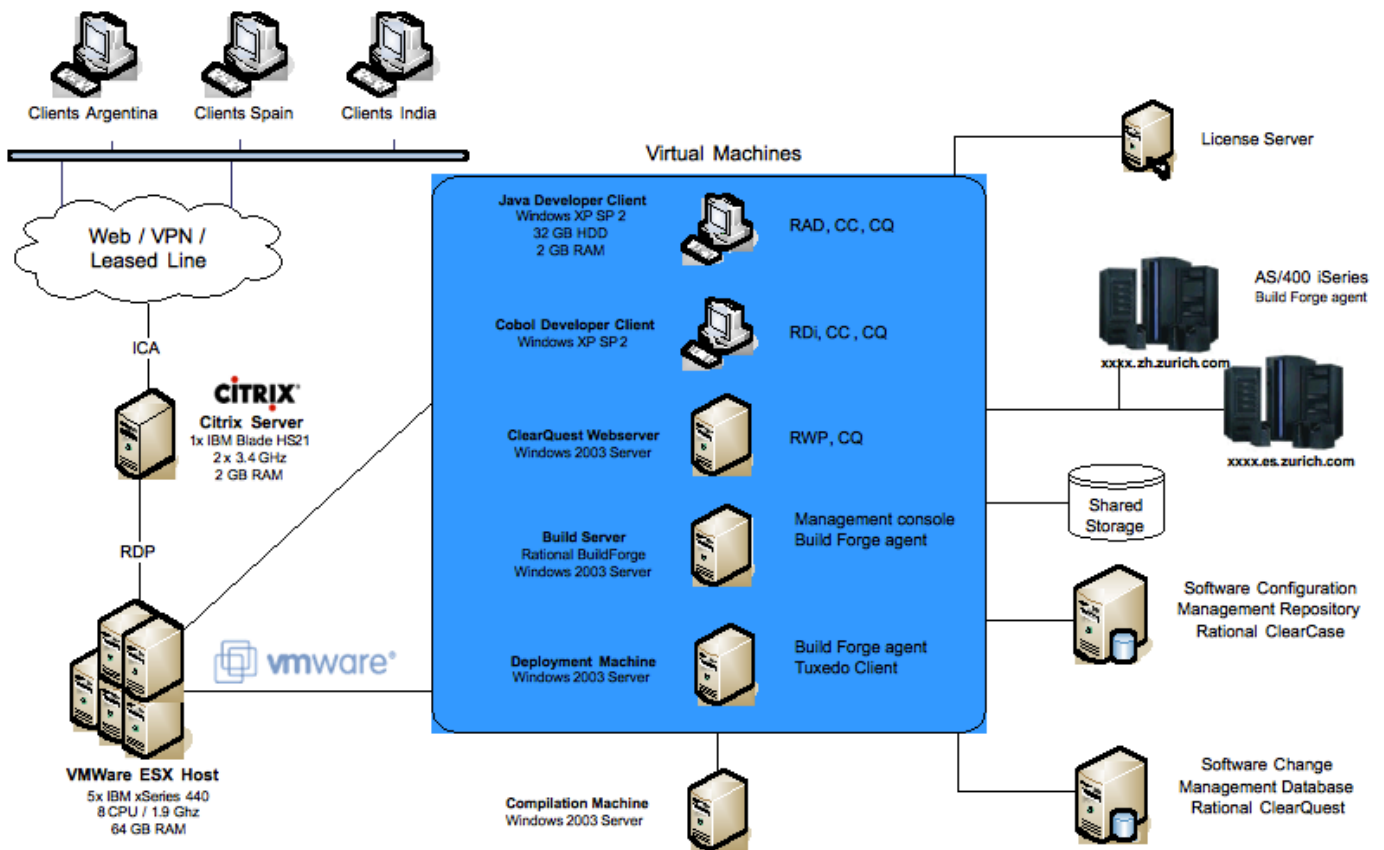 Clients Argentina
Clients Spain
Clients India
Web / VPN /
Leased Line
ICA
CITRIX®
Citrix Server
1x IBM Blade HS21
2 x 3.4 GHz
2 GB RAM
RDP
vmware®
VMWare ESX Host
5x IBM xSeries 440
8 CPU / 1.9 Ghz
64 GB RAM
Virtual Machines
Java Developer Client
Windows XP SP 2
32 GB HDD
2 GB RAM
RAD, CC, CQ
Cobol Developer Client
Windows XP SP2
RDi, CC, CQ
ClearQuest Webserver
Windows 2003 Server
RWP, CQ
Build Server
Rational BuildForge
Windows 2003 Server
Management console
Build Forge agent
Deployment Machine
Windows 2003 Server
Build Forge agent
Tuxedo Client
Compilation Machine
Windows 2003 Server
License Server
AS/400 iSeries
Build Forge agent
xxxx.zh.zurich.com
xxxx.es.zurich.com
Shared
Storage
Software Configuration
Management Repository
Rational ClearCase
Software Change
Management Database
Rational ClearQuest